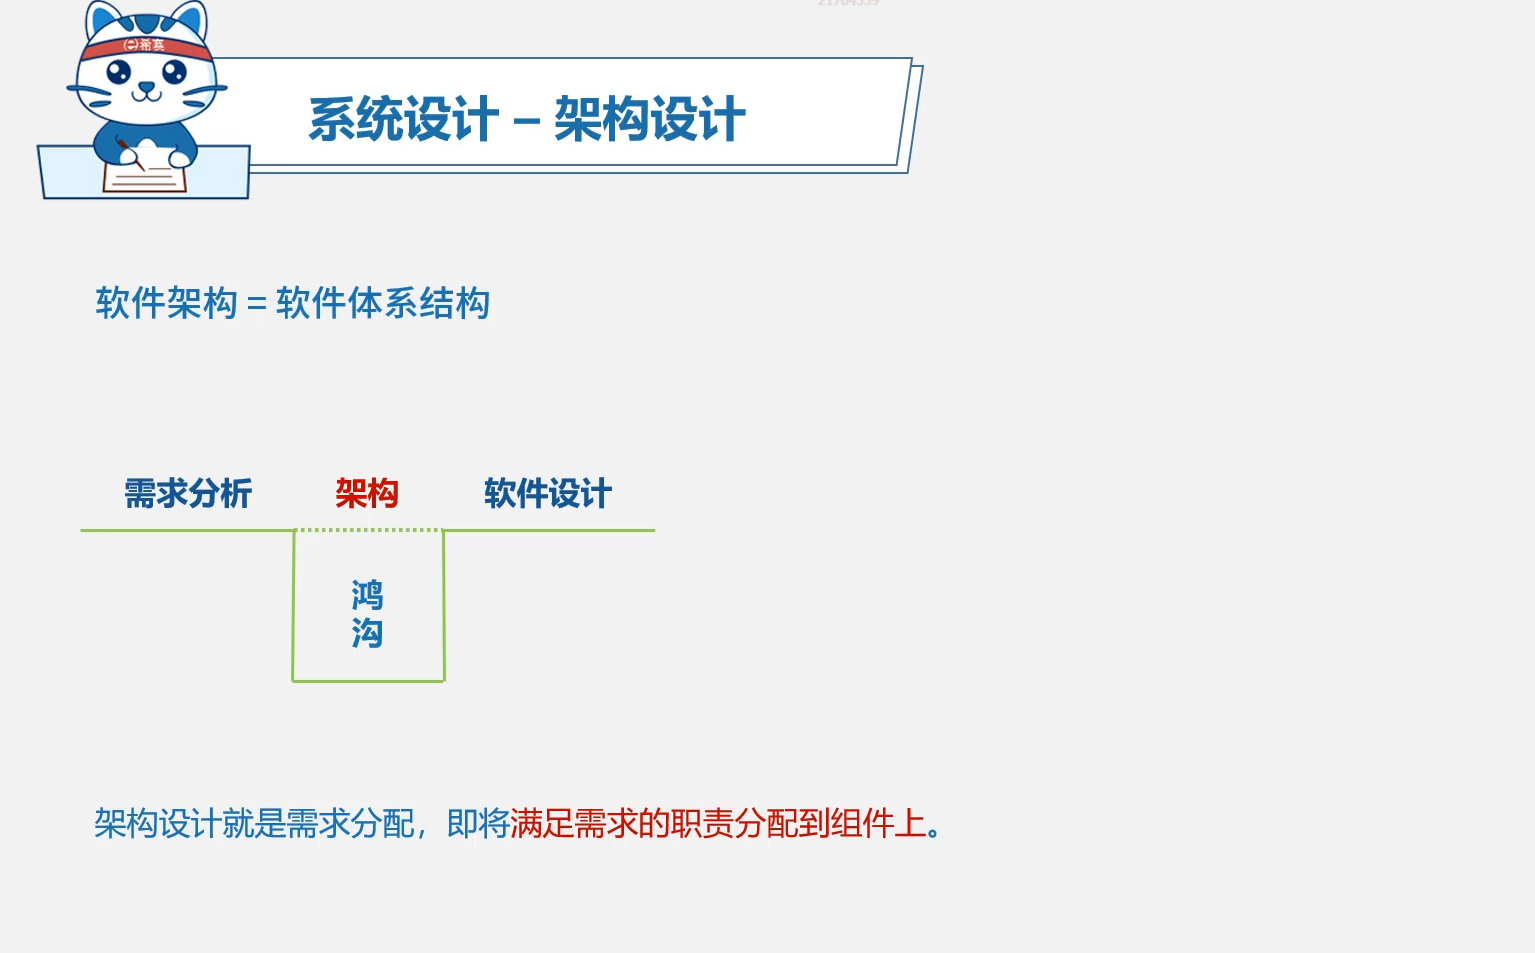 希赛
系统设计 – 架构设计
软件架构 = 软件体系结构
需求分析 架构 软件设计
鸿
沟
架构设计就是需求分配，即将满足需求的职责分配到组件上。